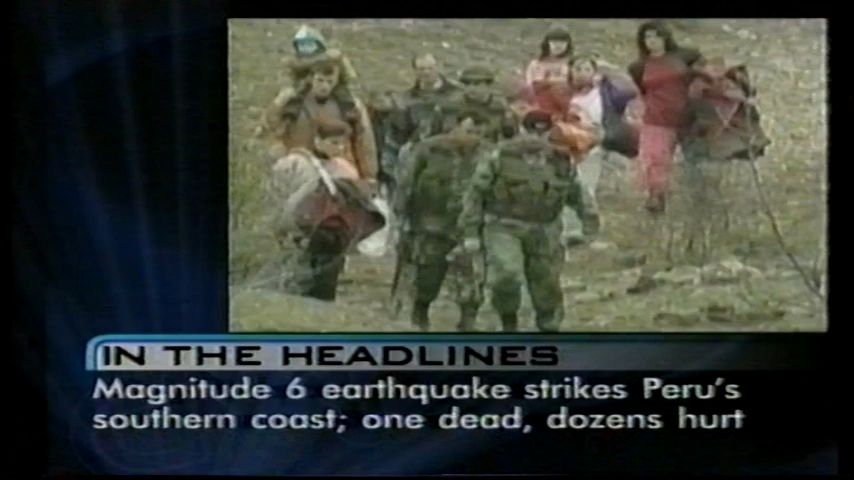 IN THE HEADLINES
Magnitude 6 earthquake strikes Peru's
southern coast; one dead, dozens hurt